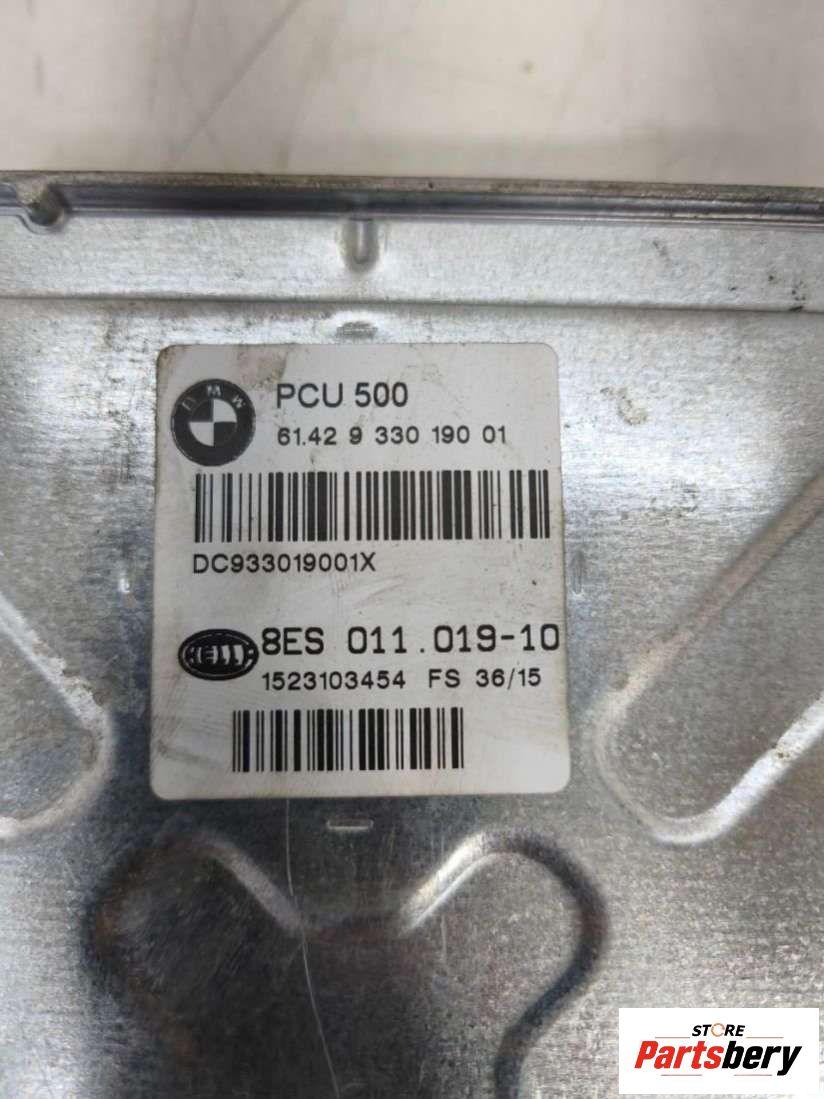 BMW
PCU 500
61.42 9 330 190 01
DC933019001X
HELLA
8ES 011.019-10
1523103454 FS 36/15
STORE
Partsbery